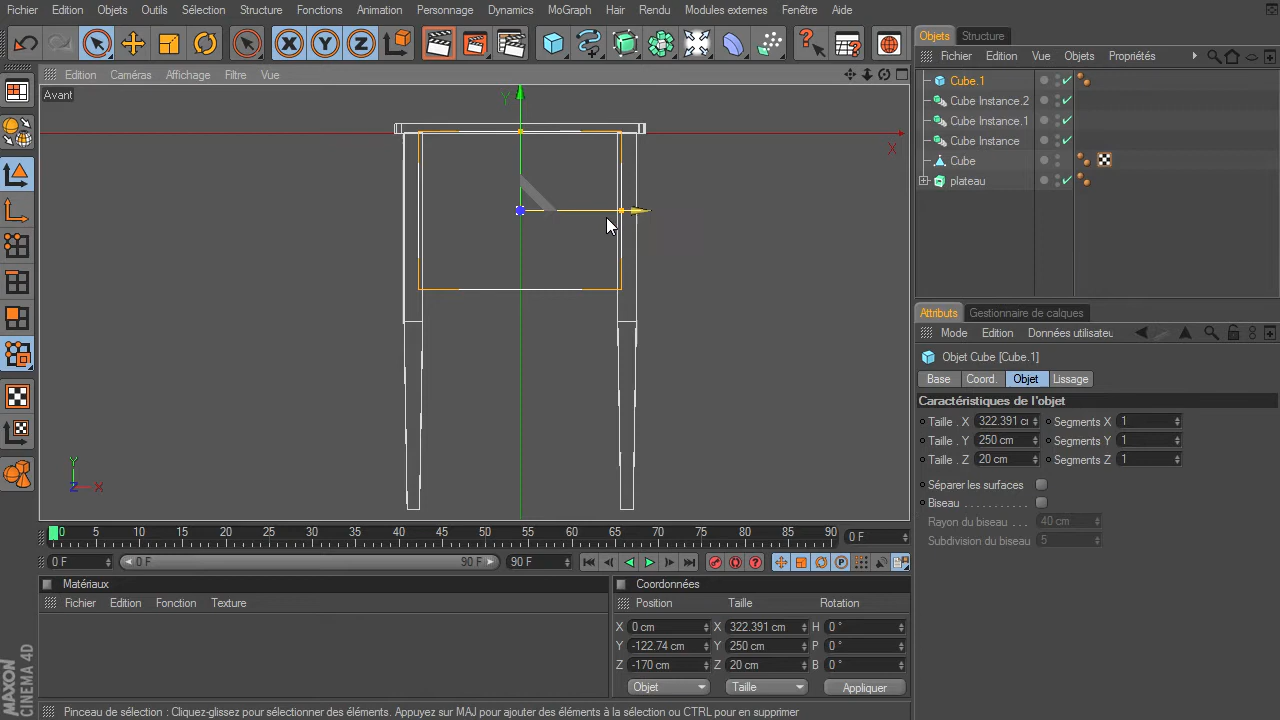 Fichier Edition Objets Outils Sélection Structure Fonctions Animation Personnage Dynamics MoGraph Hair Rendu Modules externes Fenêtre Aide
X Y Z
Objets Structure
Fichier Edition Vue Objets Propriétés
Edition Caméras Affichage Filtre Vue
Avant
Y
X
Y
Z X
Cube.1
Cube Instance.2
Cube Instance.1
Cube Instance
Cube
plateau
Attributs Gestionnaire de calques
Mode Edition Données utilisateu
Objet Cube [Cube.1]
Base Coord. Objet Lissage
Caractéristiques de l'objet
Taille . X 322.391 c Segments X 1
Taille . Y 250 cm Segments Y 1
Taille . Z 20 cm Segments Z 1
Séparer les surfaces
Biseau . . . . . . . . . . .
Rayon du biseau . . . 40 cm
Subdivision du biseau . 5
0 5 10 15 20 25 30 35 40 45 50 55 60 65 70 75 80 85 90 0 F
0 F 0 F 90 F 90 F
Matériaux
Fichier Edition Fonction Texture
Coordonnées
Position Taille Rotation
X 0 cm X 322.391 cm H 0 °
Y -122.74 cm Y 250 cm P 0 °
Z -170 cm Z 20 cm B 0 °
Objet Taille Appliquer
MAXON
CINEMA 4D
Pinceau de sélection : Cliquez-glissez pour sélectionner des éléments. Appuyez sur MAJ pour ajouter des éléments à la sélection ou CTRL pour en supprimer